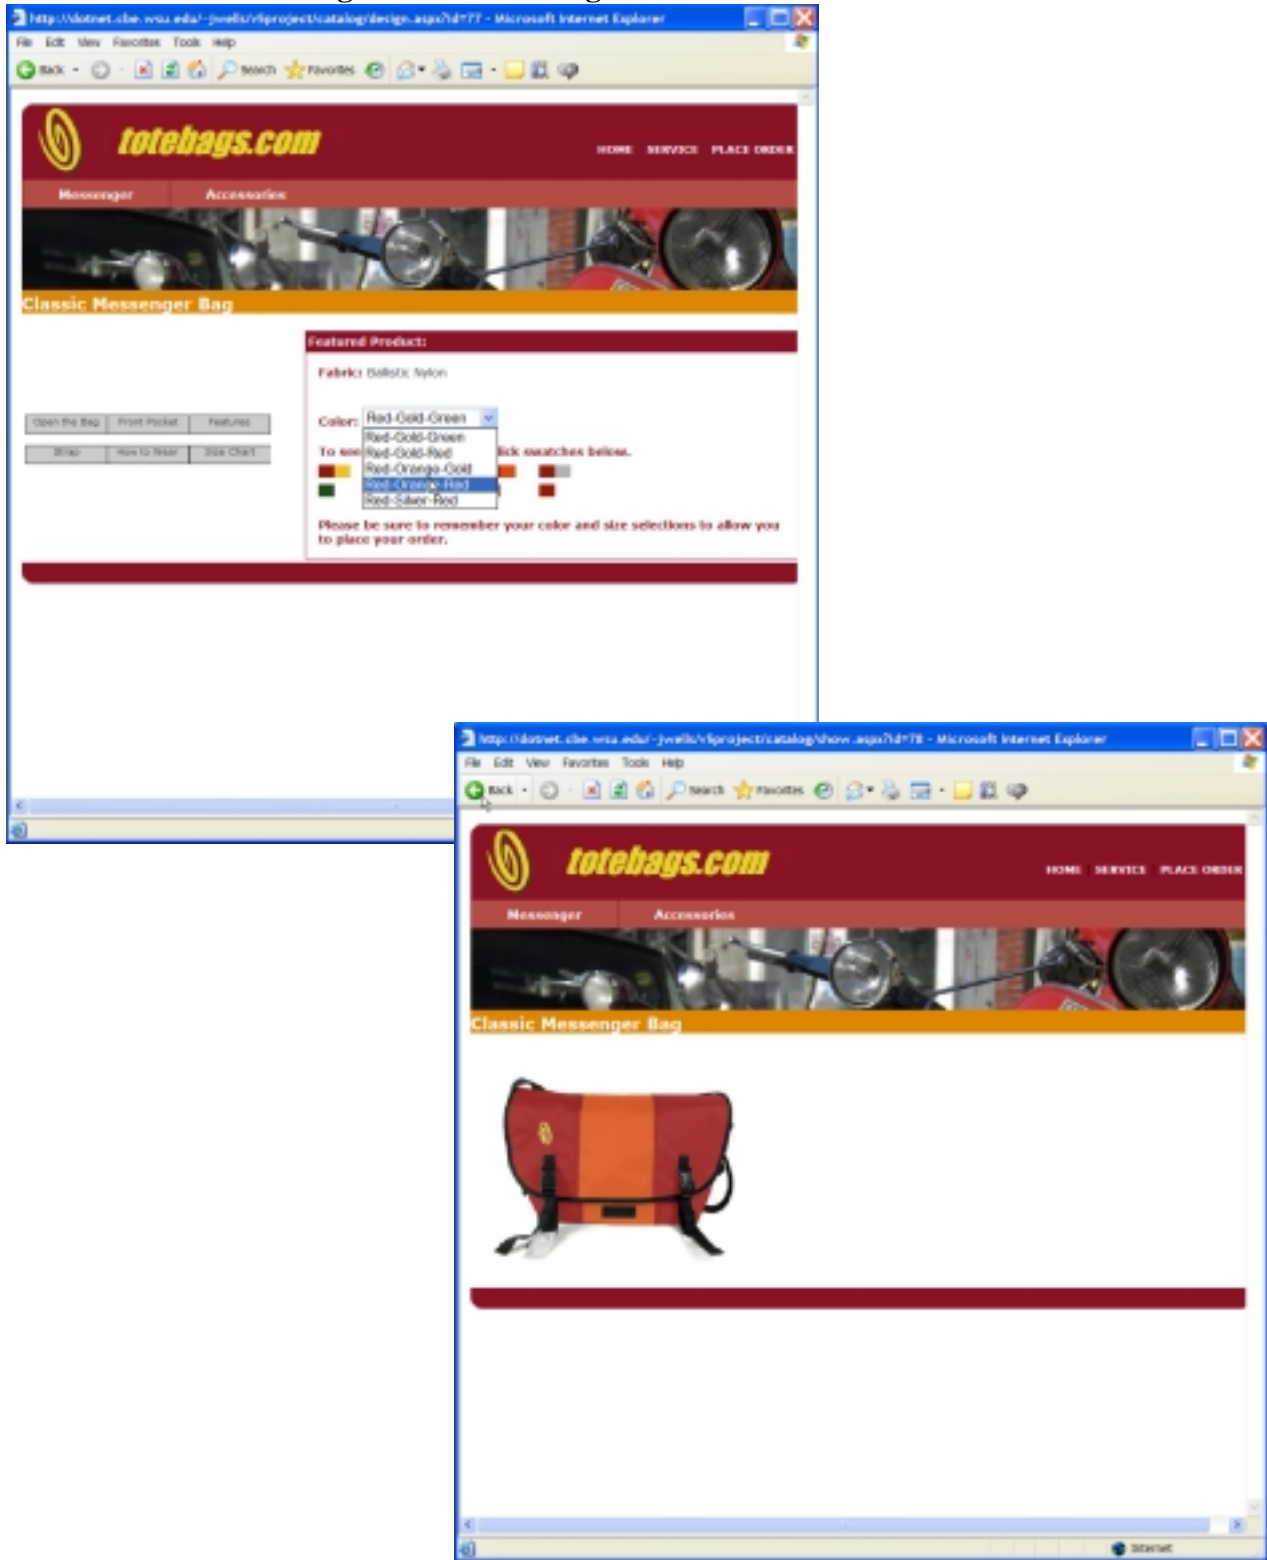 http://dotnet.cbe.wsu.edu/~jwells/vfiproject/catalog/design.aspx?id=77 - Microsoft Internet Explorer
File Edit View Favorites Tools Help
Back Search Favorites
totebags.com
HOME SERVICE PLACE ORDER
Messenger Accessories
Classic Messenger Bag
Featured Product:
Fabric: Ballistic Nylon
Open the Bag Front Pocket Features
Color: Red-Gold-Green
Red-Gold-Green
Strap How to Wear Size Chart
To see
Red-Gold-Red
click swatches below.
Red-Orange-Gold
Red-Orange-Red
Red-Silver-Red
Please be sure to remember your color and size selections to allow you
to place your order.
http://dotnet.cbe.wsu.edu/~jwells/vfiproject/catalog/show.aspx?id=78 - Microsoft Internet Explorer
File Edit View Favorites Tools Help
Back Search Favorites
totebags.com
HOME SERVICE PLACE ORDER
Messenger Accessories
Classic Messenger Bag
Internet